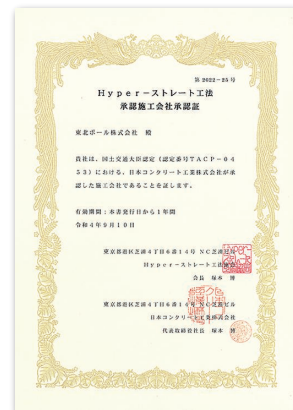 第2022-25号
Hyper-ストレート工法
承認施工会社承認証
東北ポール株式会社 殿
貴社は、国土交通大臣認定(認定番号TACP-04
53)における、日本コンクリート工業株式会社が承
認した施工会社であることを証します。
有効期間:本書発行日から1年間
令和4年9月10日
東京都港区芝浦4丁目6番14号 NC芝浦ビル
Hyper-ストレート工法協会
会長 塚本 博
東京都港区芝浦4丁目6番14号 NC芝浦ビル
日本コンクリート工業株式会社
代表取締役社長 塚本 博